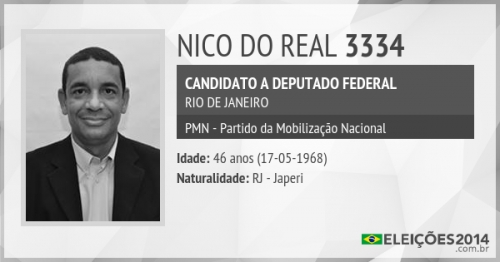 NICO DO REAL 3334
CANDIDATO A DEPUTADO FEDERAL
RIO DE JANEIRO
PMN - Partido da Mobilização Nacional
Idade: 46 anos (17-05-1968)
Naturalidade: RJ - Japeri
ELEIÇÕES2014
.com.br